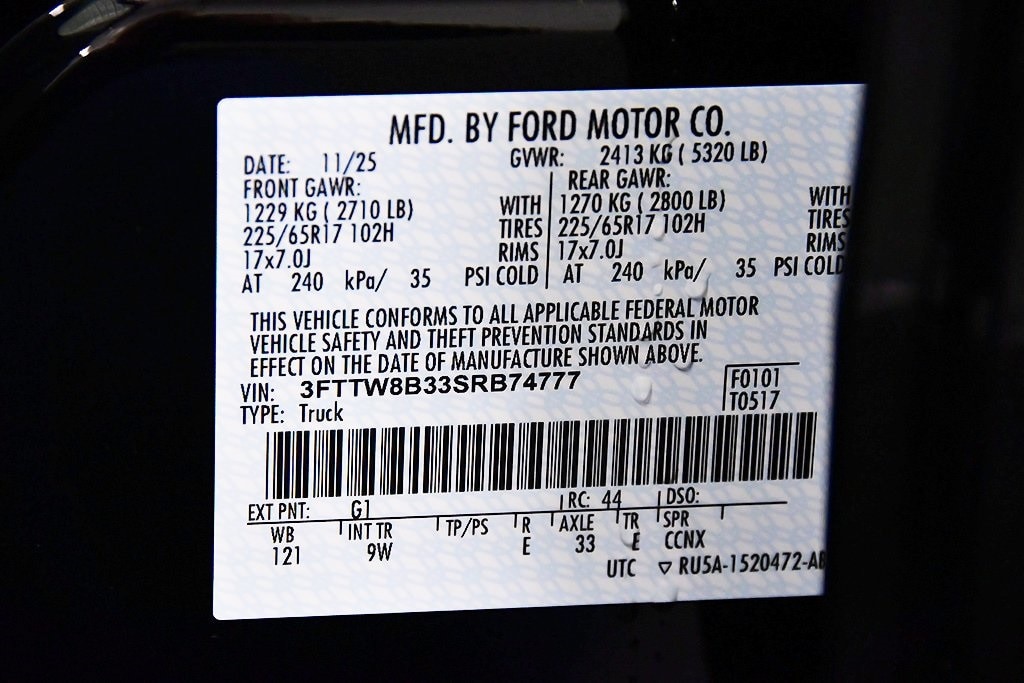 MFD. BY FORD MOTOR CO.
DATE: 11/25 GVWR: 2413 KG ( 5320 LB)
FRONT GAWR: REAR GAWR:
1229 KG ( 2710 LB) WITH 1270 KG ( 2800 LB) WITH
225/65R17 102H TIRES 225/65R17 102H TIRES
17x7.0J RIMS 17x7.0J RIMS
AT 240 kPa/ 35 PSI COLD AT 240 kPa/ 35 PSI COLD
THIS VEHICLE CONFORMS TO ALL APPLICABLE FEDERAL MOTOR
VEHICLE SAFETY AND THEFT PREVENTION STANDARDS IN
EFFECT ON THE DATE OF MANUFACTURE SHOWN ABOVE.
VIN: 3FTTW8B33SRB74777 F0101
TYPE: Truck T0517
EXT PNT: G1 RC: 44 DSO:
WB INT TR TP/PS R AXLE TR SPR
121 9W E 33 E CCNX
UTC ▽ RU5A-1520472-AB